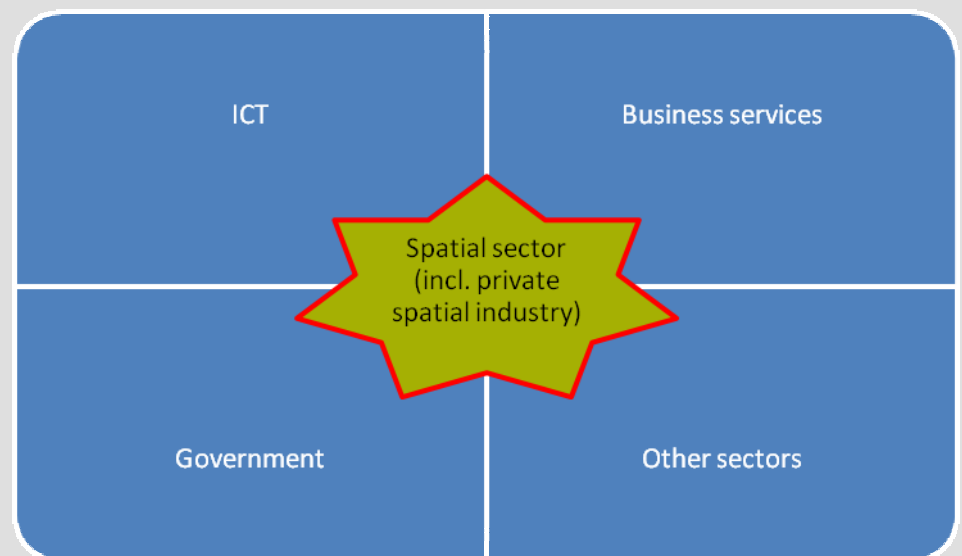 ICT
Business services
Spatial sector
(incl. private
spatial industry)
Government
Other sectors